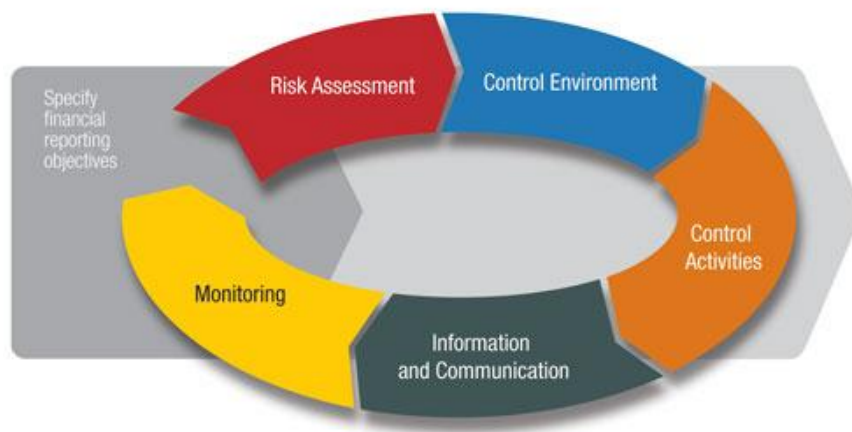 Specify
financial
reporting
objectives
Risk Assessment
Control Environment
Control
Activities
Information
and Communication
Monitoring